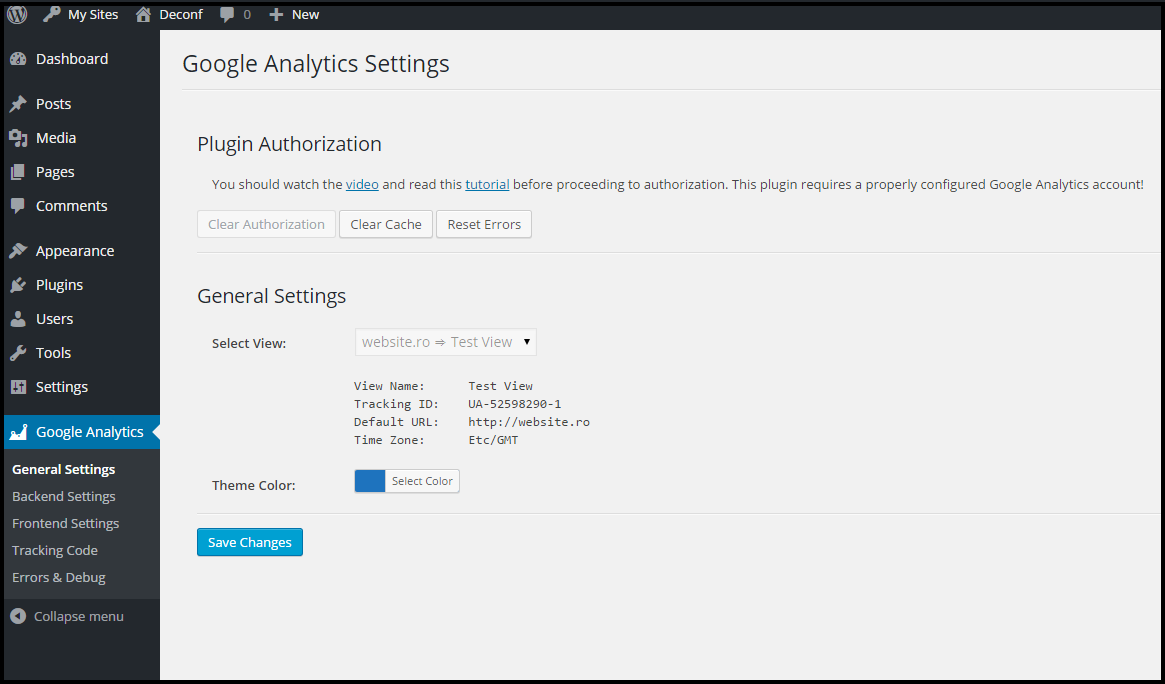 My Sites Deconf 0 New
Dashboard
Posts
Media
Pages
Comments
Appearance
Plugins
Users
Tools
Settings
Google Analytics
General Settings
Backend Settings
Frontend Settings
Tracking Code
Errors & Debug
Collapse menu
Google Analytics Settings
Plugin Authorization
You should watch the video and read this tutorial before proceeding to authorization. This plugin requires a properly configured Google Analytics account!
Clear Authorization Clear Cache Reset Errors
General Settings
Select View: website.ro ⇒ Test View
View Name: Test View
Tracking ID: UA-52598290-1
Default URL: http://website.ro
Time Zone: Etc/GMT
Theme Color: Select Color
Save Changes